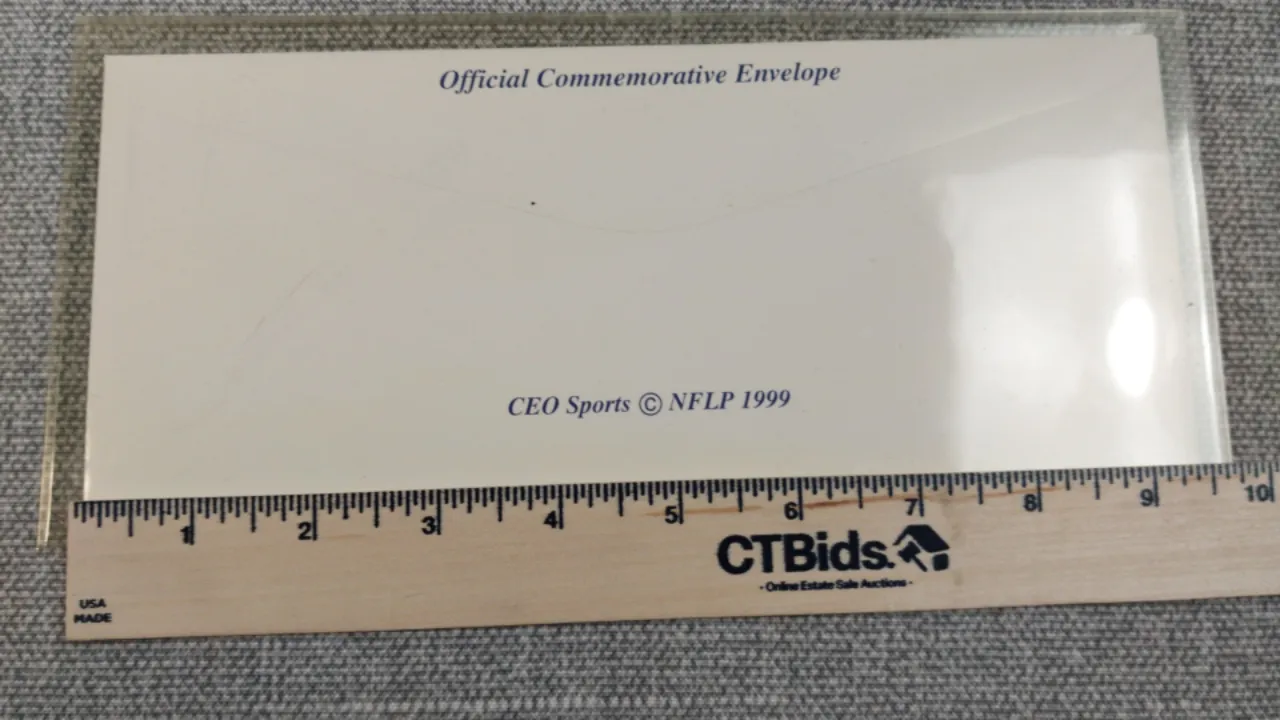 Official Commemorative Envelope
CEO Sports © NFLP 1999
1 2 3 4 5 6 7 8 9 10
CTBids.
- Online Estate Sale Auctions -
USA
MADE